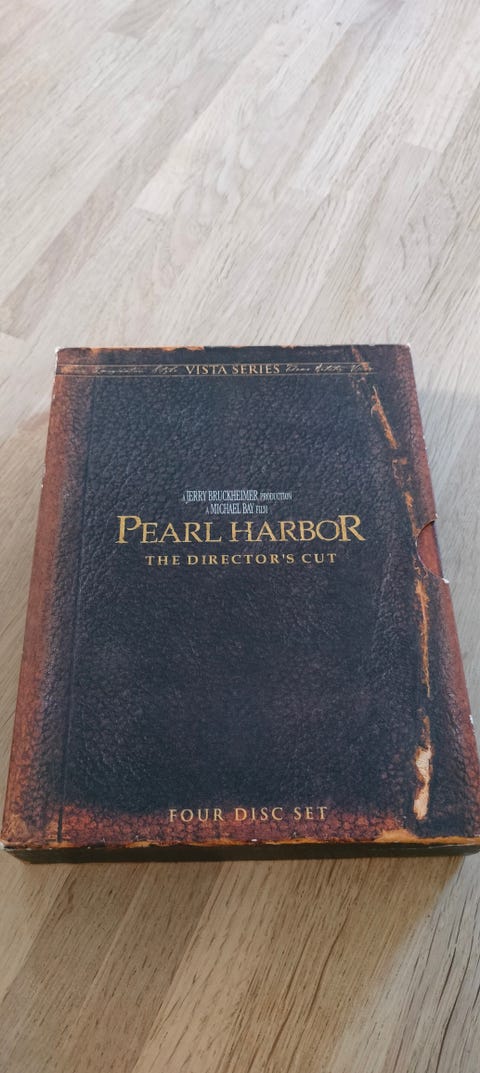 VISTA SERIES
A JERRY BRUCKHEIMER PRODUCTION
A MICHAEL BAY FILM
PEARL HARBOR
THE DIRECTOR'S CUT
FOUR DISC SET